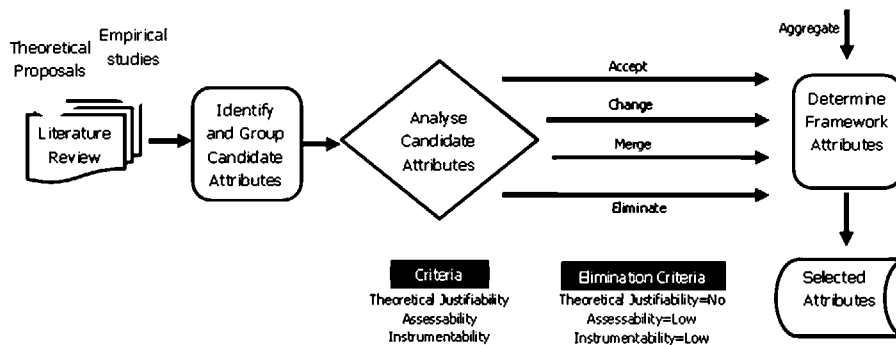 Theoretical
Proposals
Empirical
studies
Literature
Review
Identify
and Group
Candidate
Attributes
Analyse
Candidate
Attributes
Accept
Change
Merge
Eliminate
Aggregate
Determine
Framework
Attributes
Selected
Attributes
Criteria
Theoretical Justifiability
Assessability
Instrumentability
Elimination Criteria
Theoretical Justifiability=No
Assessability=Low
Instrumentability=Low